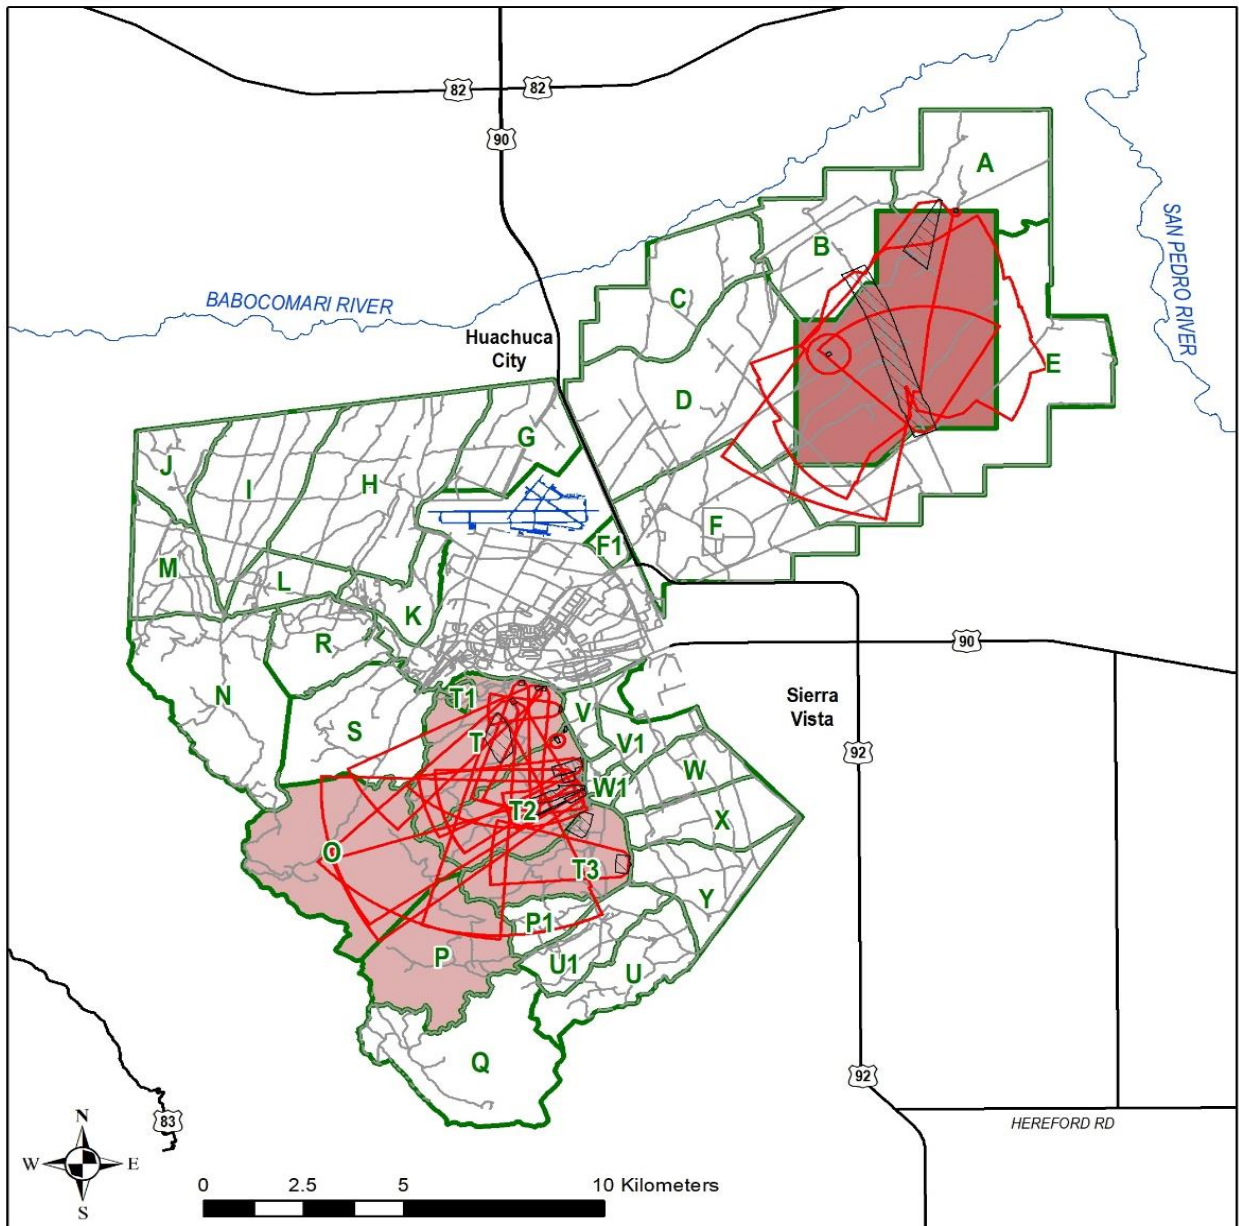 82
82
90
A
SAN PEDRO RIVER
B
C
BABOCOMARI RIVER
Huachuca
City
E
D
G
J
I
H
F
F1
M
L
K
R
90
N
T1
Sierra
Vista
V
S
T
V1
92
W
W1
T2
X
O
T3
Y
P1
P
U1
U
Q
92
83
HEREFORD RD
N
W
E
S
0
2.5
5
10 Kilometers